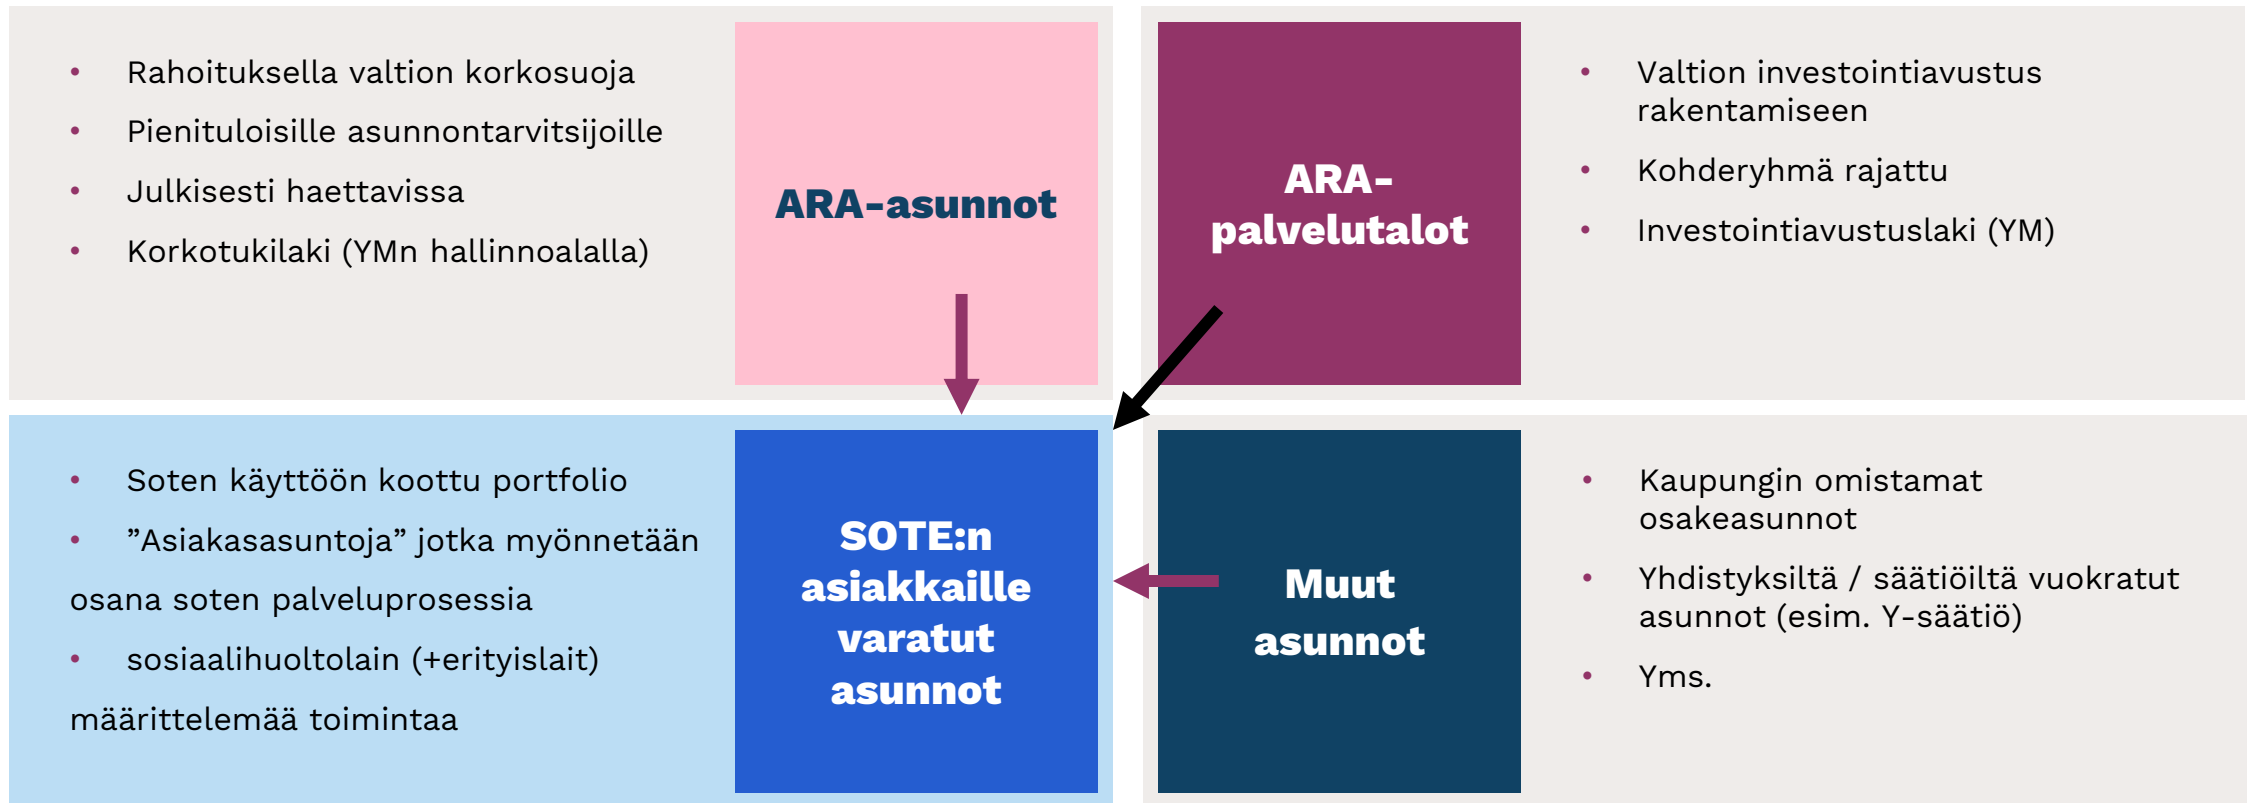 • Rahoituksella valtion korkosuoja
• Pienituloisille asunnontarvitsijoille
• Julkisesti haettavissa
• Korkotukilaki (YMn hallinnoalalla)
ARA-asunnot
ARA-
palvelutalot
• Valtion investointiavustus
rakentamiseen
• Kohderyhmä rajattu
• Investointiavustuslaki (YM)
• Soten käyttöön koottu portfolio
• ”Asiakasasuntoja” jotka myönnetään
osana soten palveluprosessia
• sosiaalihuoltolain (+erityislait)
määrittelemää toimintaa
SOTE:n
asiakkaille
varatut
asunnot
Muut
asunnot
• Kaupungin omistamat
osakeasunnot
• Yhdistyksiltä / säätiöiltä vuokratut
asunnot (esim. Y-säätiö)
• Yms.